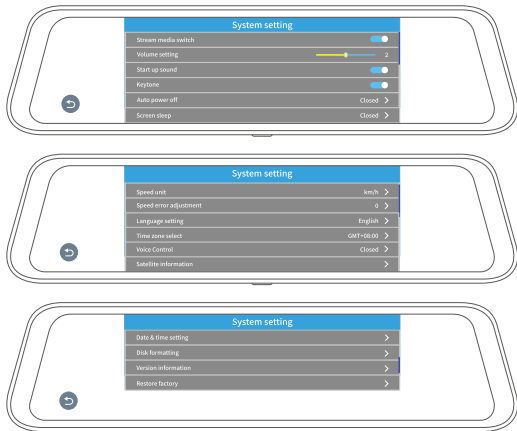 System setting
Stream media switch
Volume setting 2
Start up sound
Keytone
Auto power off Closed
Screen sleep Closed
System setting
Speed unit km/h
Speed error adjustment 0
Language setting English
Time zone select GMT+08:00
Voice Control Closed
Satellite information
System setting
Date & time setting
Disk formatting
Version information
Restore factory